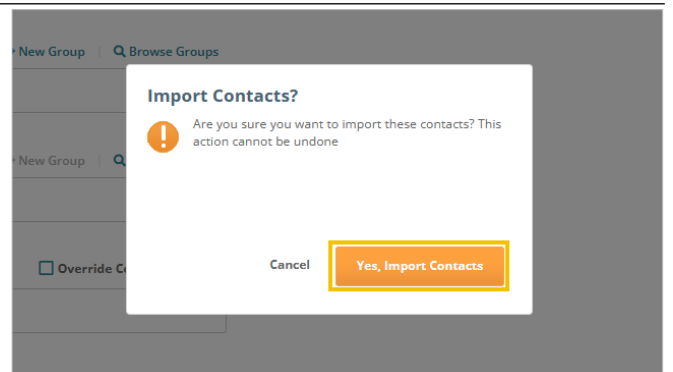 New Group | Browse Groups
Import Contacts?
Are you sure you want to import these contacts? This
action cannot be undone
New Group |
Override
Cancel Yes, Import Contacts